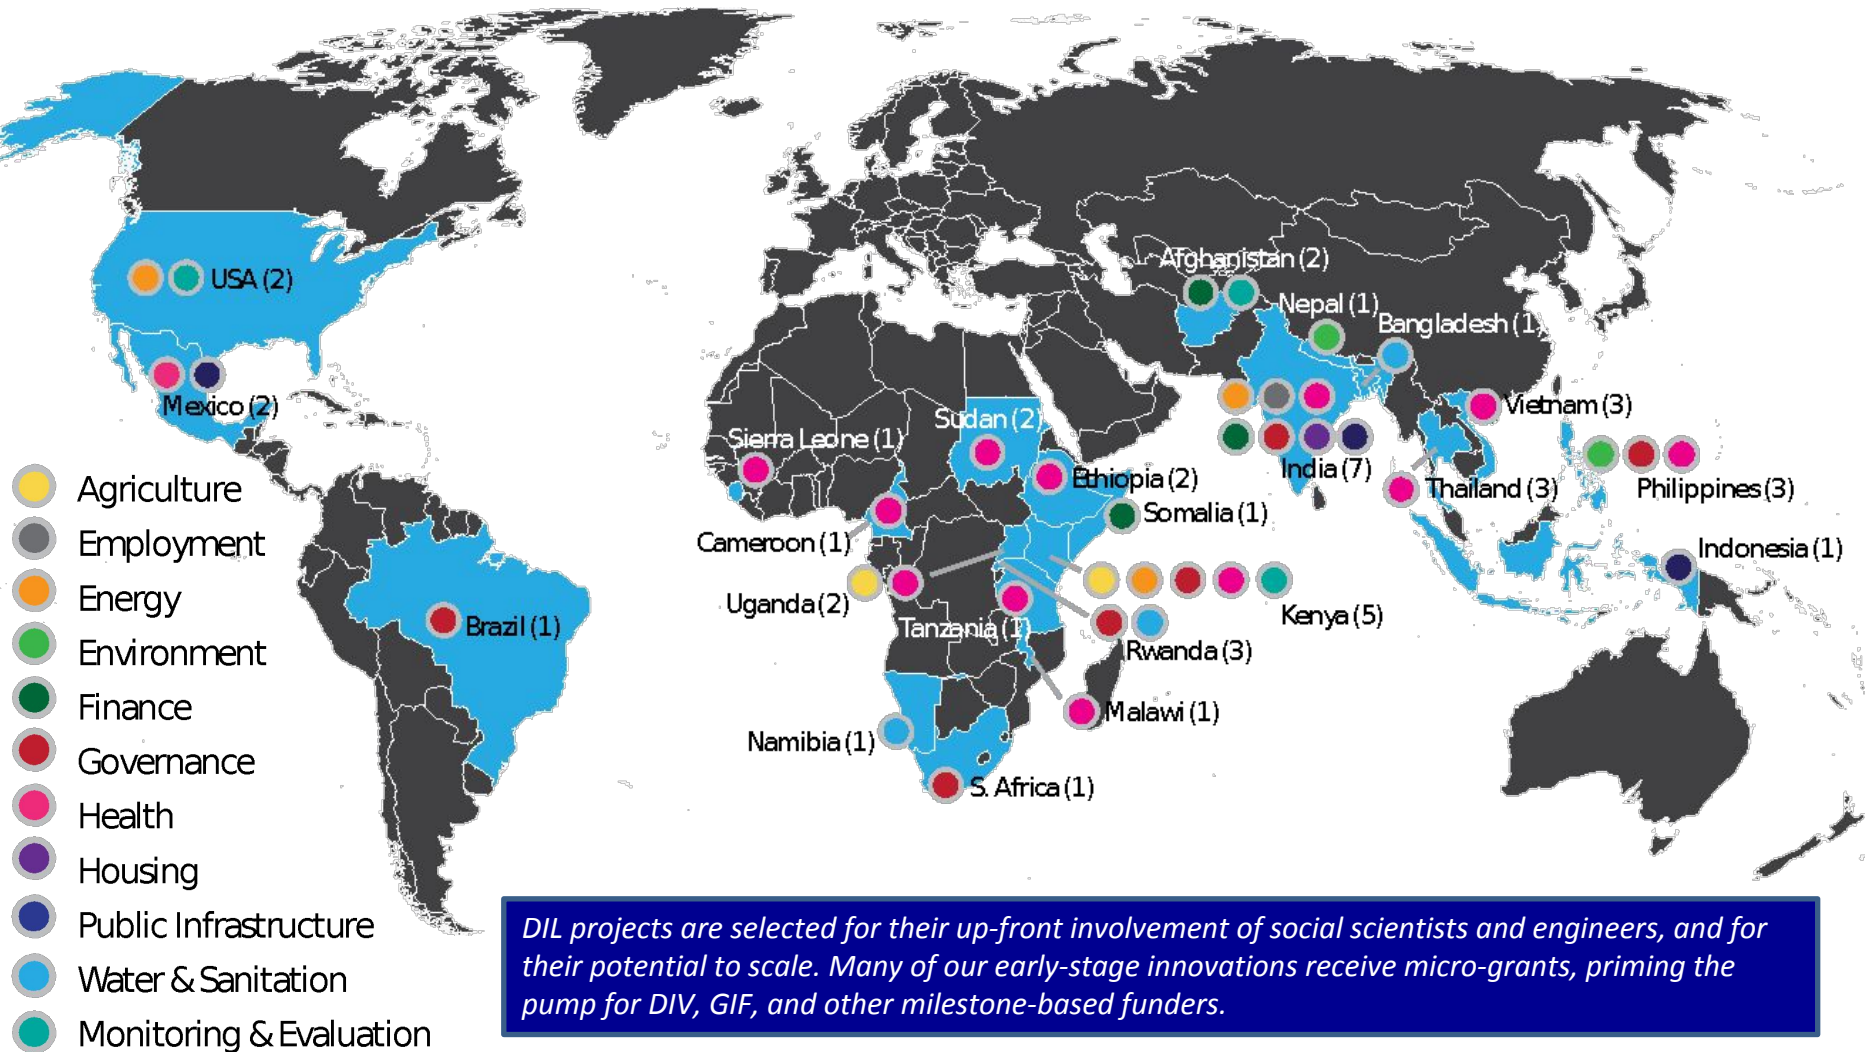 Afghanistan (2)
Nepal (1)
USA (2)
Bangladesh (1)
Mexico (2)
Vietnam (3)
Sudan (2)
Sierra Leone (1)
India (7)
Ethiopia (2)
Thailand (3)
Philippines (3)
Somalia (1)
Cameroon (1)
Indonesia (1)
Uganda (2)
Kenya (5)
Brazil (1)
Tanzania (1)
Rwanda (3)
Malawi (1)
Namibia (1)
S. Africa (1)
Agriculture
Employment
Energy
Environment
Finance
Governance
Health
Housing
Public Infrastructure
Water & Sanitation
Monitoring & Evaluation
DIL projects are selected for their up-front involvement of social scientists and engineers, and for
their potential to scale. Many of our early-stage innovations receive micro-grants, priming the
pump for DIV, GIF, and other milestone-based funders.